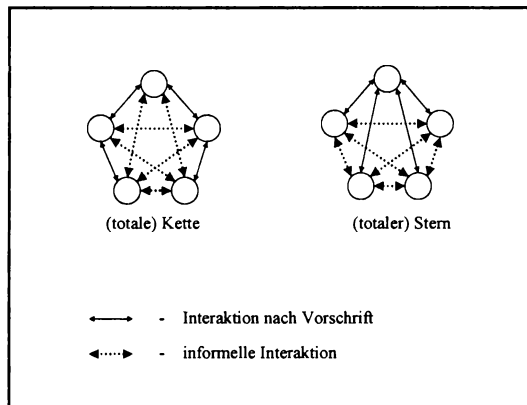 (totale) Kette (totaler) Stern
- Interaktion nach Vorschrift
- informelle Interaktion